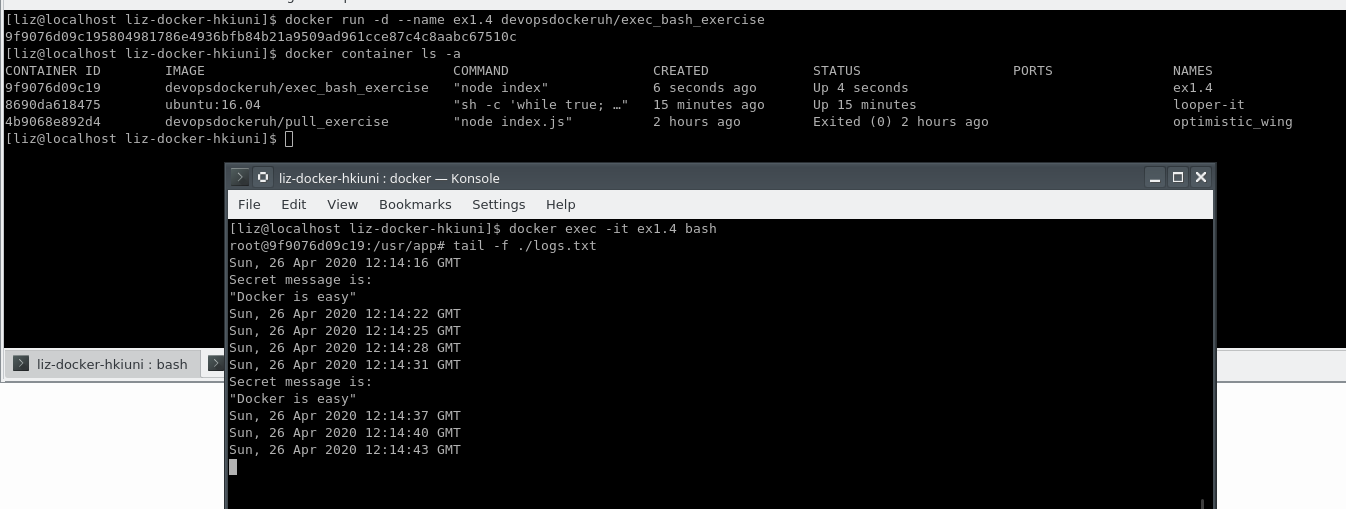 [liz@localhost liz-docker-hkiuni]$ docker run -d --name ex1.4 devopsdockeruh/exec_bash_exercise
9f9076d09c195804981786e4936bfb84b21a9509ad961cce87c4c8aabc67510c
[liz@localhost liz-docker-hkiuni]$ docker container ls -a
CONTAINER ID        IMAGE                               COMMAND                  CREATED             STATUS                   PORTS               NAMES
9f9076d09c19        devopsdockeruh/exec_bash_exercise   "node index"             6 seconds ago       Up 4 seconds                                 ex1.4
8690da618475        ubuntu:16.04                        "sh -c 'while true; …"   15 minutes ago      Up 15 minutes                                looper-it
4b9068e892d4        devopsdockeruh/pull_exercise        "node index.js"          2 hours ago         Exited (0) 2 hours ago                       optimistic_wing
[liz@localhost liz-docker-hkiuni]$
liz-docker-hkiuni : docker — Konsole
File Edit View Bookmarks Settings Help
[liz@localhost liz-docker-hkiuni]$ docker exec -it ex1.4 bash
root@9f9076d09c19:/usr/app# tail -f ./logs.txt
Sun, 26 Apr 2020 12:14:16 GMT
Secret message is:
"Docker is easy"
Sun, 26 Apr 2020 12:14:22 GMT
Sun, 26 Apr 2020 12:14:25 GMT
Sun, 26 Apr 2020 12:14:28 GMT
Sun, 26 Apr 2020 12:14:31 GMT
Secret message is:
"Docker is easy"
Sun, 26 Apr 2020 12:14:37 GMT
Sun, 26 Apr 2020 12:14:40 GMT
Sun, 26 Apr 2020 12:14:43 GMT
liz-docker-hkiuni : bash